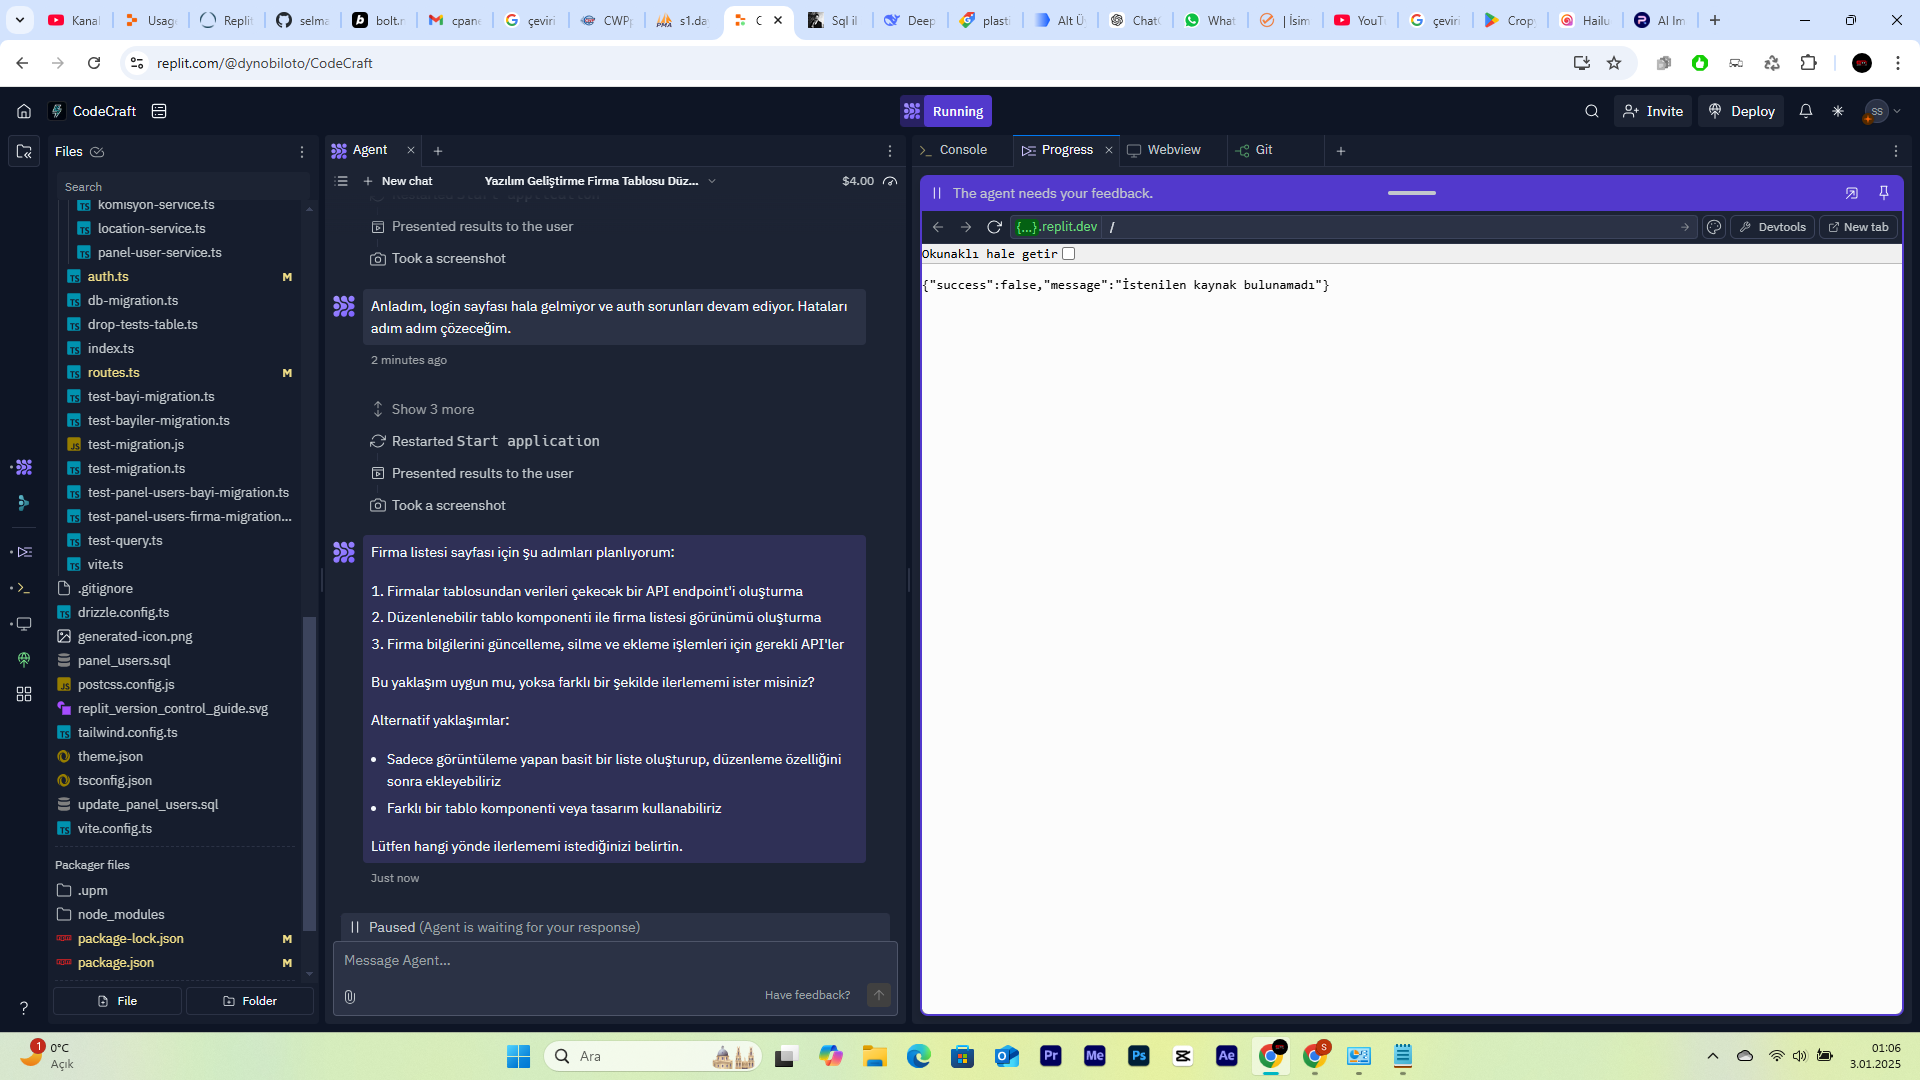 Kanal
Usage
Replit
selma
bolt.n
cpane
çeviri
CWPp
s1.day
C
Sql il
Deep
plasti
Alt Ü
ChatG
What
| İsim
YouTu
çeviri
Crop
Hailu
AI Im
replit.com/@dynobiloto/CodeCraft
CodeCraft
Running
Invite
Deploy
SS
Files
Search
komisyon-service.ts
location-service.ts
panel-user-service.ts
auth.ts M
db-migration.ts
drop-tests-table.ts
index.ts
routes.ts M
test-bayi-migration.ts
test-bayiler-migration.ts
test-migration.js
test-migration.ts
test-panel-users-bayi-migration.ts
test-panel-users-firma-migration...
test-query.ts
vite.ts
.gitignore
drizzle.config.ts
generated-icon.png
panel_users.sql
postcss.config.js
replit_version_control_guide.svg
tailwind.config.ts
theme.json
tsconfig.json
update_panel_users.sql
vite.config.ts
Packager files
.upm
node_modules
package-lock.json M
package.json M
File
Folder
Agent
New chat
Yazılım Geliştirme Firma Tablosu Düz...
$4.00
Presented results to the user
Took a screenshot
Anladım, login sayfası hala gelmiyor ve auth sorunları devam ediyor. Hataları
adım adım çözeceğim.
2 minutes ago
Show 3 more
Restarted Start application
Presented results to the user
Took a screenshot
Firma listesi sayfası için şu adımları planlıyorum:
1. Firmalar tablosundan verileri çekecek bir API endpoint'i oluşturma
2. Düzenlenebilir tablo komponenti ile firma listesi görünümü oluşturma
3. Firma bilgilerini güncelleme, silme ve ekleme işlemleri için gerekli API'ler
Bu yaklaşım uygun mu, yoksa farklı bir şekilde ilerlememi ister misiniz?
Alternatif yaklaşımlar:
• Sadece görüntüleme yapan basit bir liste oluşturup, düzenleme özelliğini
sonra ekleyebiliriz
• Farklı bir tablo komponenti veya tasarım kullanabiliriz
Lütfen hangi yönde ilerlememi istediğinizi belirtin.
Just now
Paused (Agent is waiting for your response)
Message Agent...
Have feedback?
Console
Progress
Webview
Git
The agent needs your feedback.
{...}.replit.dev /
Devtools
New tab
Okunaklı hale getir
{"success":false,"message":"İstenilen kaynak bulunamadı"}
1
0°C
Açık
Ara
Pr
Me
Ps
Ae
S
01:06
3.01.2025